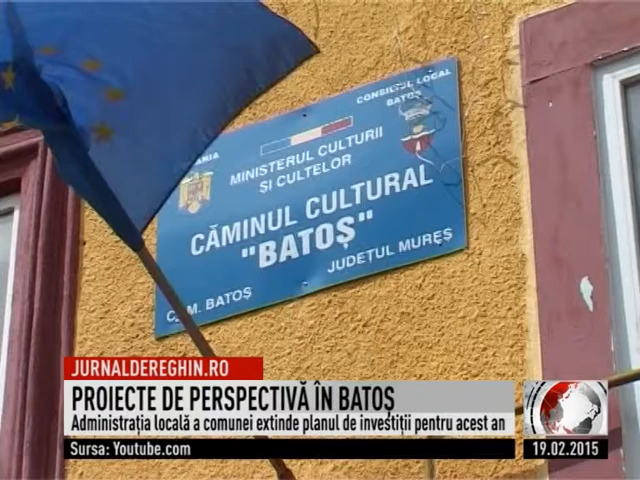 CONSILIUL LOCAL
BATOȘ
MINISTERUL CULTURII
ȘI CULTELOR
CĂMINUL CULTURAL
"BATOȘ"
JUDEȚUL MUREȘ
BATOȘ
JURNALDEREGHIN.RO
PROIECTE DE PERSPECTIVĂ ÎN BATOȘ
Administrația locală a comunei extinde planul de investiții pentru acest an
Sursa: Youtube.com
19.02.2015